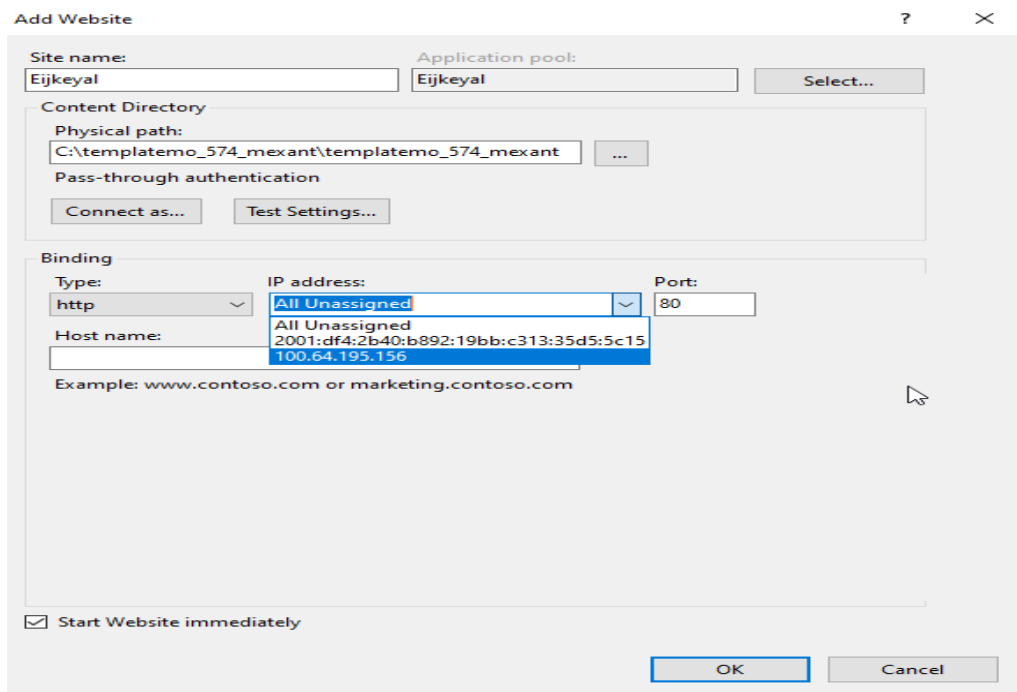 Add Website ?
Site name: Application pool:
Eijkeyal Eijkeyal Select...
Content Directory
Physical path:
C:\templatemo_574_mexant\templatemo_574_mexant ...
Pass-through authentication
Connect as... Test Settings...
Binding
Type: IP address: Port:
http All Unassigned 80
All Unassigned
Host name: 2001:df4:2b40:b892:19bb:c313:35d5:5c15
100.64.195.156
Example: www.contoso.com or marketing.contoso.com
Start Website immediately
OK Cancel